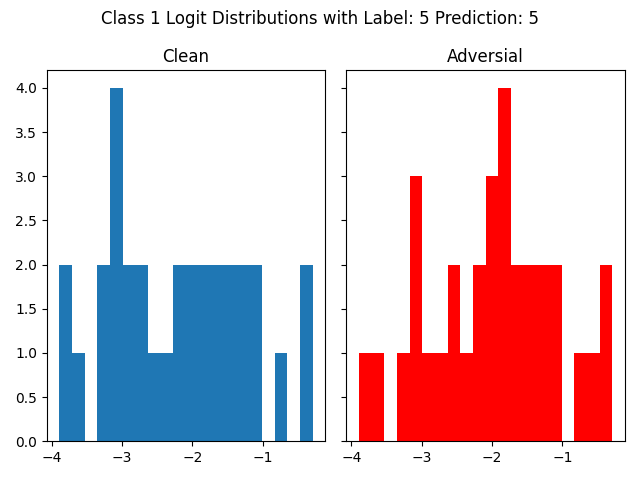 Class 1 Logit Distributions with Label: 5 Prediction: 5
Clean
Adversial
4.0
3.5
3.0
2.5
2.0
1.5
1.0
0.5
0.0
−4 −3 −2 −1
−4 −3 −2 −1